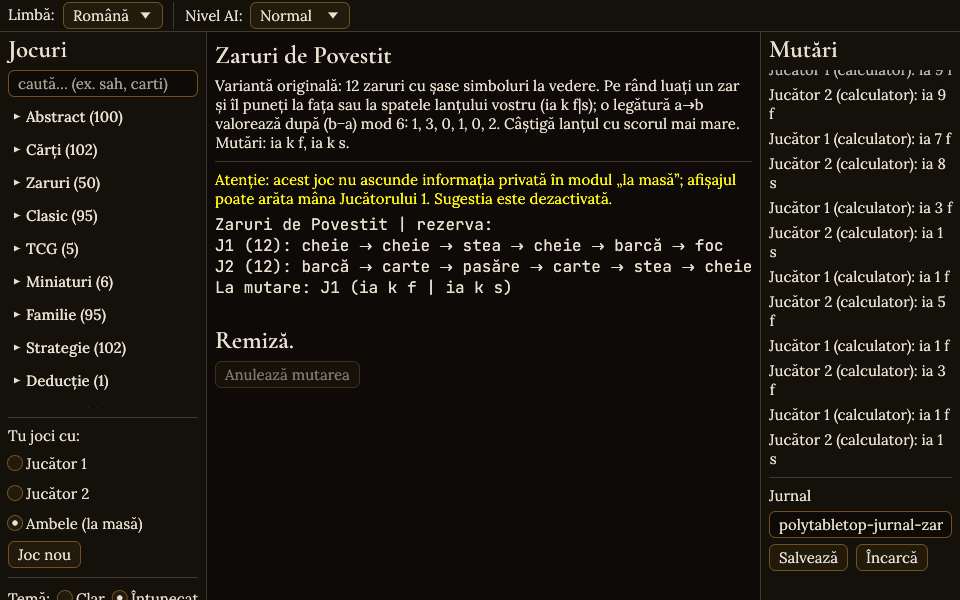 Limbă:
Română
Nivel AI:
Normal
Jocuri
caută... (ex. sah, carti)
Abstract (100)
Cărți (102)
Zaruri (50)
Clasic (95)
TCG (5)
Miniaturi (6)
Familie (95)
Strategie (102)
Deducție (1)
Tu joci cu:
Jucător 1
Jucător 2
Ambele (la masă)
Joc nou
Temă:
Clar
Întunecat
Zaruri de Povestit
Variantă originală: 12 zaruri cu șase simboluri la vedere. Pe rând luați un zar
și îl puneți la fața sau la spatele lanțului vostru (ia k f|s); o legătură a→b
valorează după (b−a) mod 6: 1, 3, 0, 1, 0, 2. Câștigă lanțul cu scorul mai mare.
Mutări: ia k f, ia k s.
Atenție: acest joc nu ascunde informația privată în modul „la masă”; afișajul
poate arăta mâna Jucătorului 1. Sugestia este dezactivată.
Zaruri de Povestit | rezerva:
J1 (12): cheie → cheie → stea → cheie → barcă → foc
J2 (12): barcă → carte → pasăre → carte → stea → cheie
La mutare: J1 (ia k f | ia k s)
Remiză.
Anulează mutarea
Mutări
Jucător 1 (calculator): ia 9 f
Jucător 2 (calculator): ia 9
f
Jucător 1 (calculator): ia 7 f
Jucător 2 (calculator): ia 8
s
Jucător 1 (calculator): ia 3 f
Jucător 2 (calculator): ia 1
s
Jucător 1 (calculator): ia 1 f
Jucător 2 (calculator): ia 5
f
Jucător 1 (calculator): ia 1 f
Jucător 2 (calculator): ia 3
f
Jucător 1 (calculator): ia 1 f
Jucător 2 (calculator): ia 1
s
Jurnal
polytabletop-jurnal-zar
Salvează
Încarcă